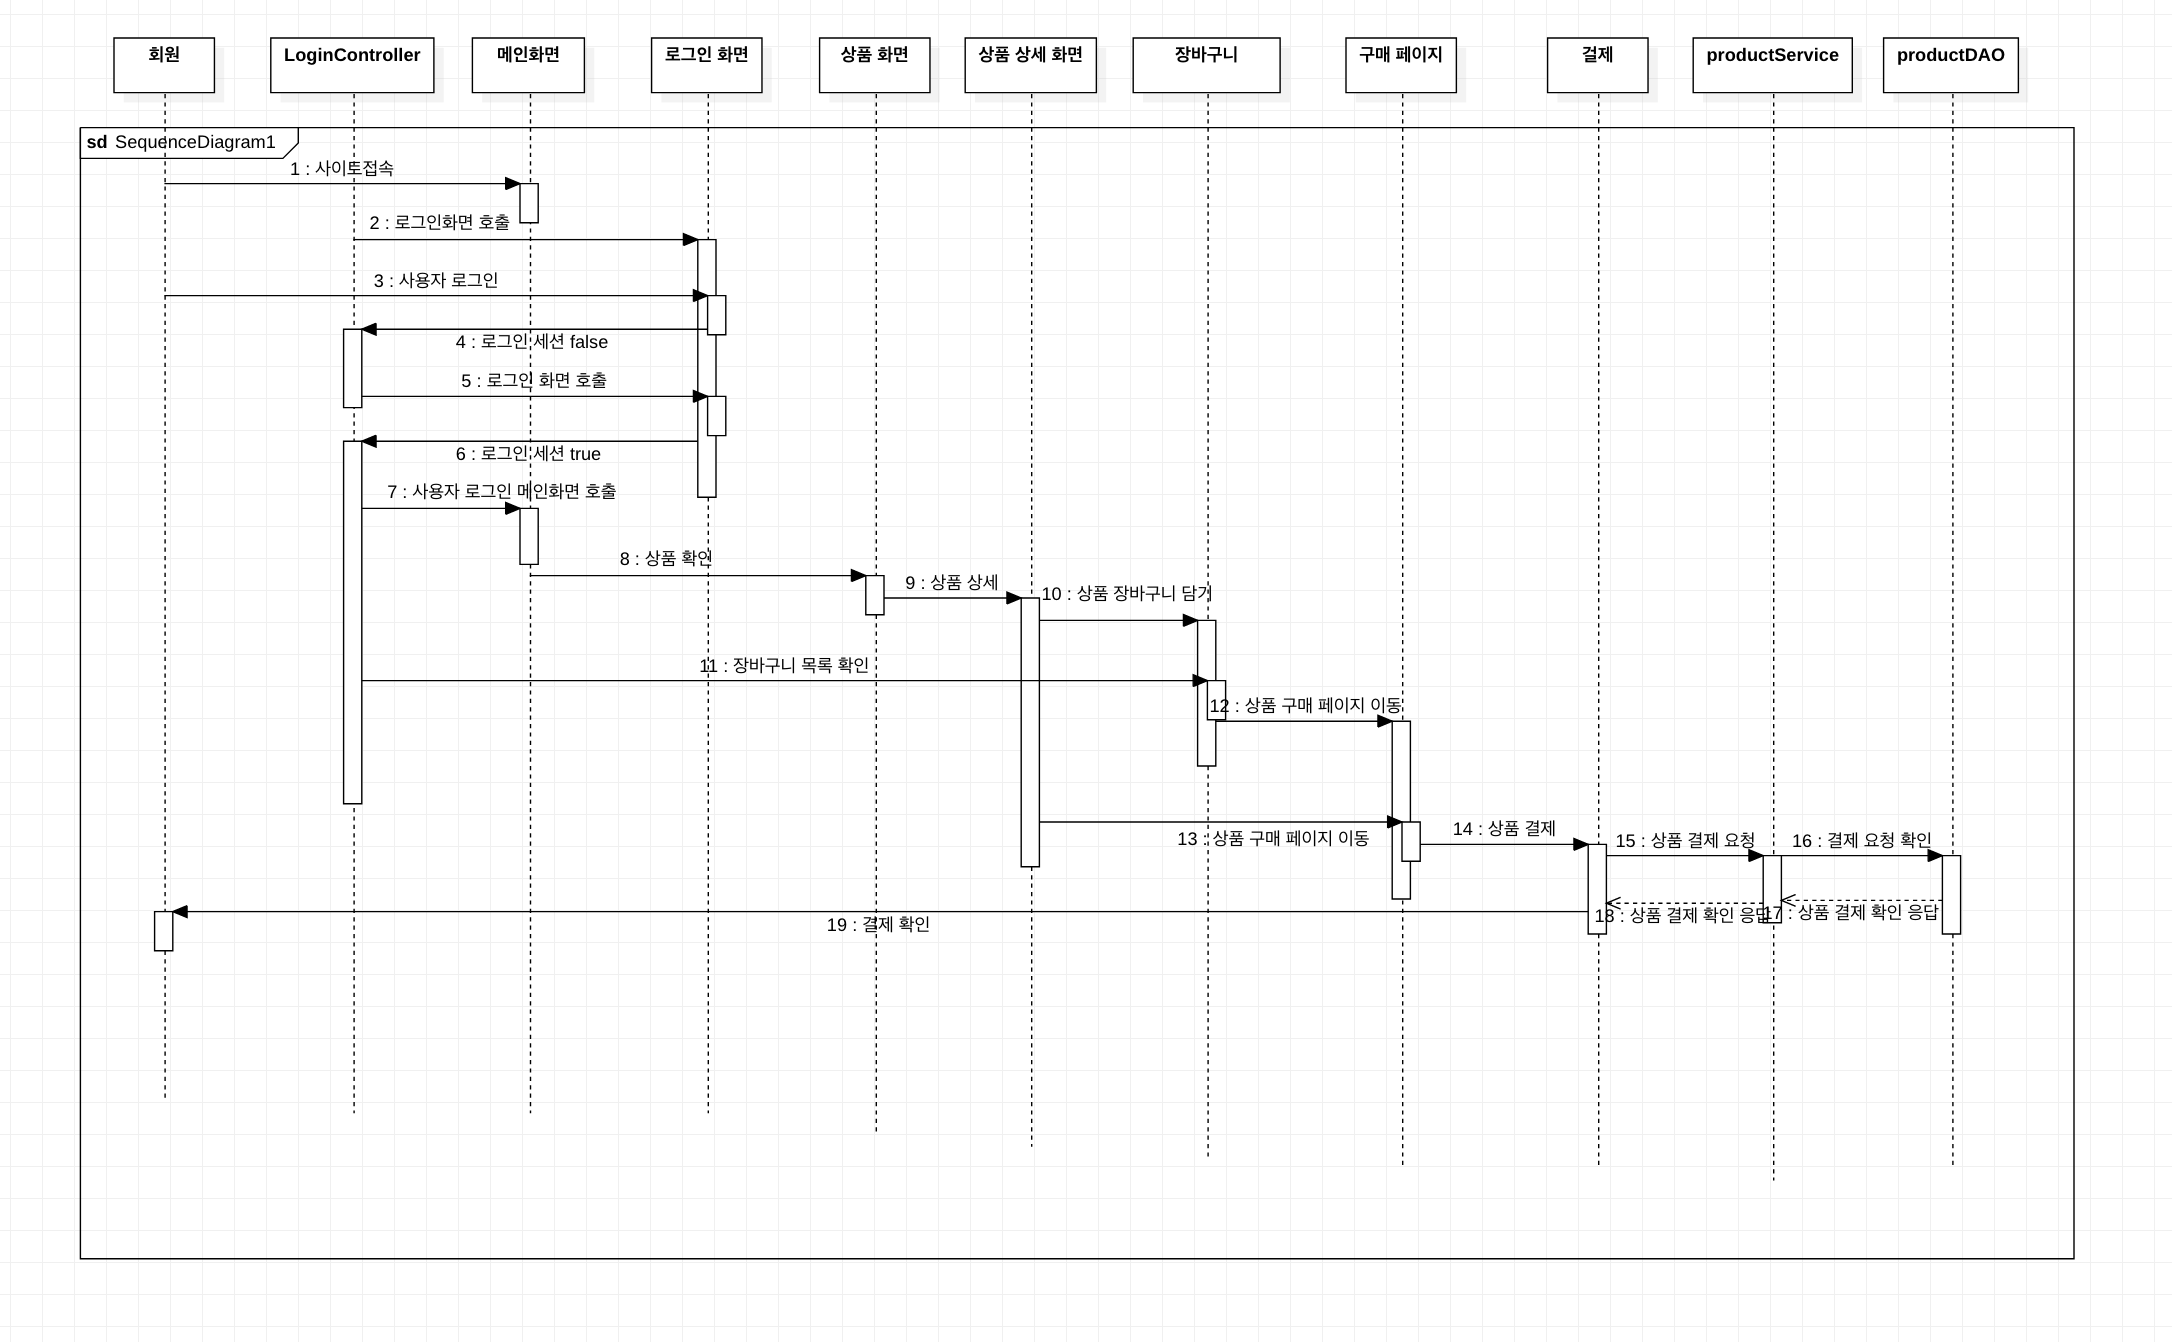 회원
LoginController
메인화면
로그인 화면
상품 화면
상품 상세 화면
장바구니
구매 페이지
걸제
productService
productDAO
sd SequenceDiagram1
1 : 사이트접속
2 : 로그인화면 호출
3 : 사용자 로그인
4 : 로그인 세션 false
5 : 로그인 화면 호출
6 : 로그인 세션 true
7 : 사용자 로그인 메인화면 호출
8 : 상품 확인
9 : 상품 상세
10 : 상품 장바구니 담기
11 : 장바구니 목록 확인
12 : 상품 구매 페이지 이동
13 : 상품 구매 페이지 이동
14 : 상품 결제
15 : 상품 결제 요청
16 : 결제 요청 확인
18 : 상품 결제 확인 응답
17 : 상품 결제 확인 응답
19 : 결제 확인